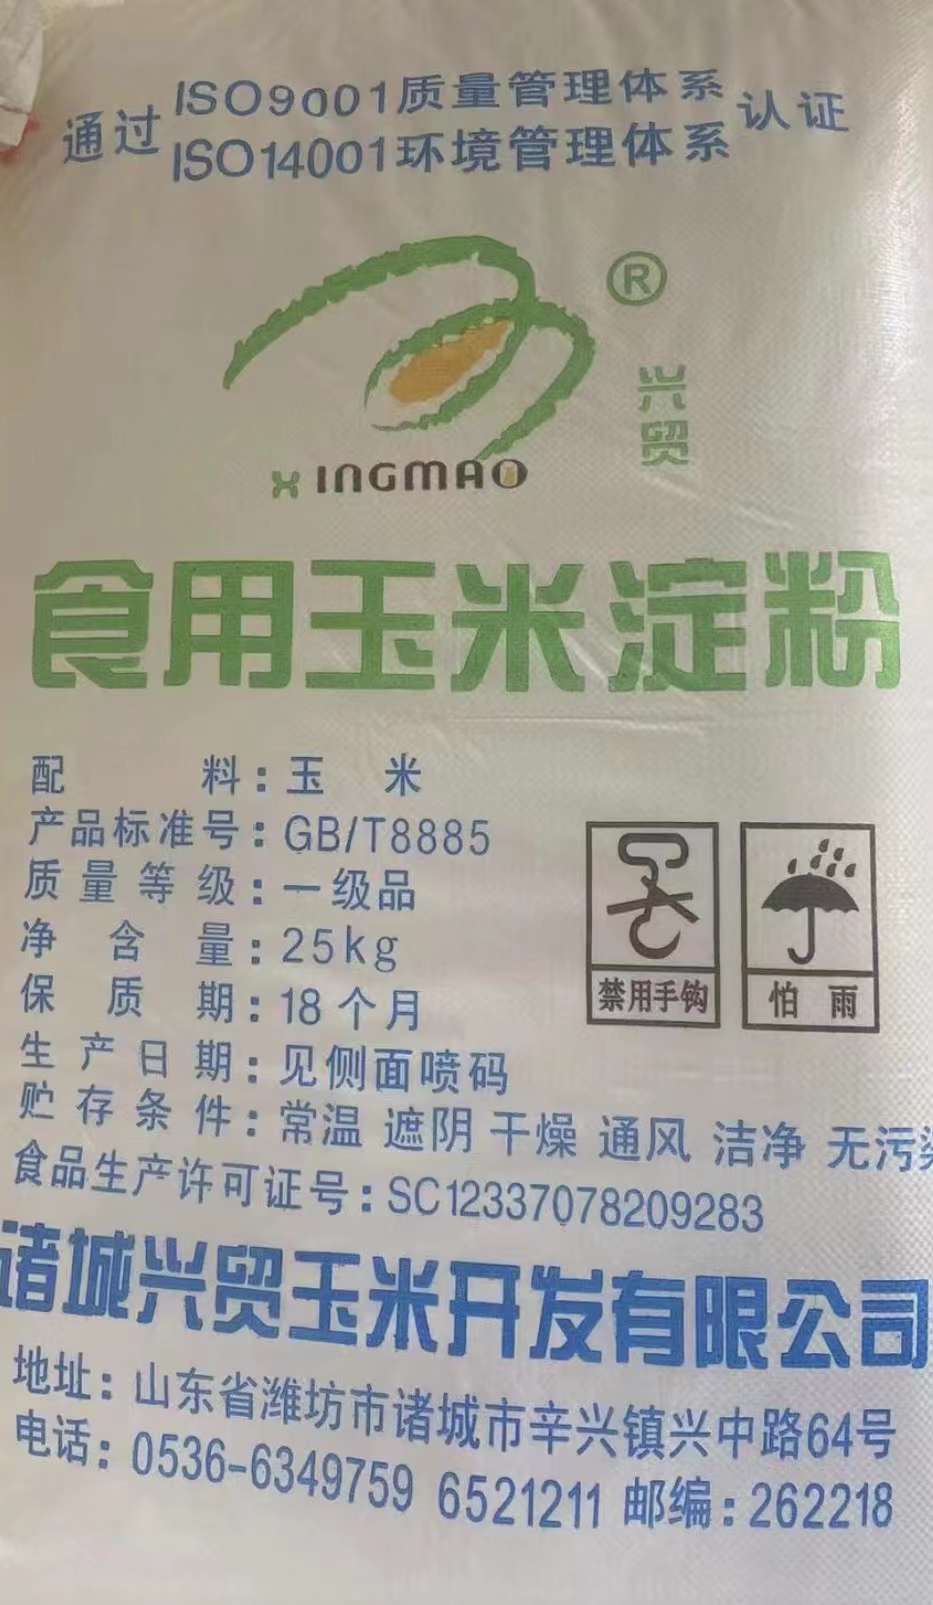 通过 ISO9001质量管理体系 认证
ISO14001环境管理体系
®
兴贸
XINGMAO
食用玉米淀粉
配料:玉米
产品标准号:GB/T8885
质量等级:一级品
净含量:25kg
保质期:18个月
生产日期:见侧面喷码
贮存条件:常温 遮阴 干燥 通风 洁净 无污染
禁用手钩
怕雨
食品生产许可证号:SC12337078209283
诸城兴贸玉米开发有限公司
地址:山东省潍坊市诸城市辛兴镇兴中路64号
电话:0536-6349759 6521211 邮编:262218